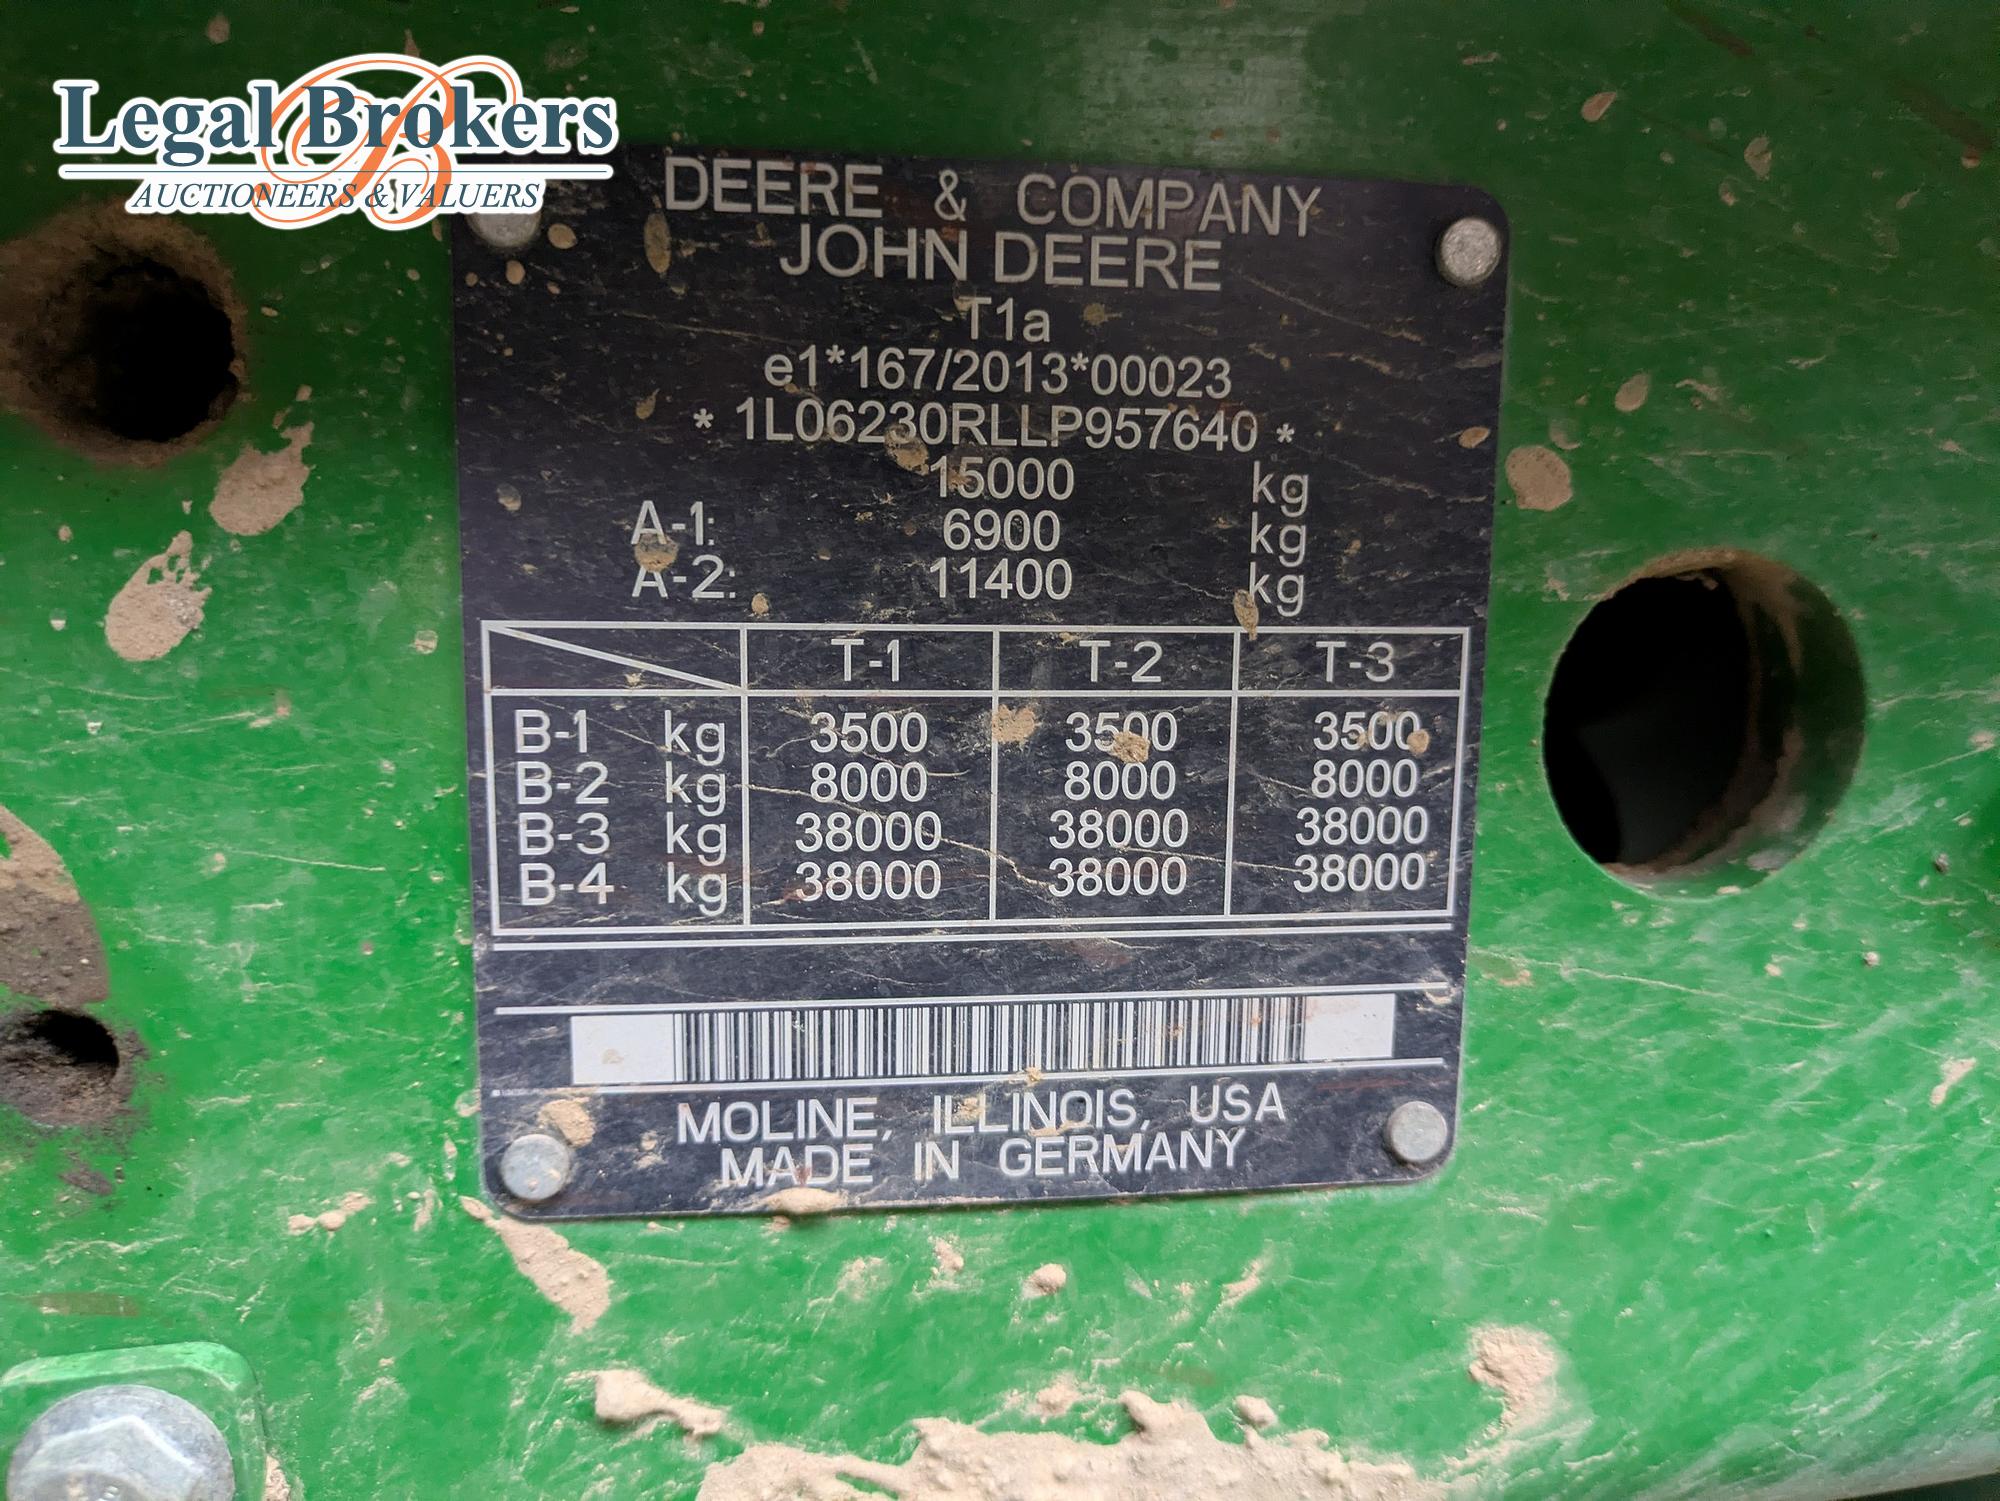 Legal Brokers
AUCTIONEERS & VALUERS
DEERE & COMPANY
JOHN DEERE
T1a
e1*167/2013*00023
* 1L06230RLLP957640 *
15000 kg
A-1: 6900 kg
A-2: 11400 kg
T-1 T-2 T-3
B-1 kg 3500 3500 3500
B-2 kg 8000 8000 8000
B-3 kg 38000 38000 38000
B-4 kg 38000 38000 38000
MOLINE, ILLINOIS, USA
MADE IN GERMANY